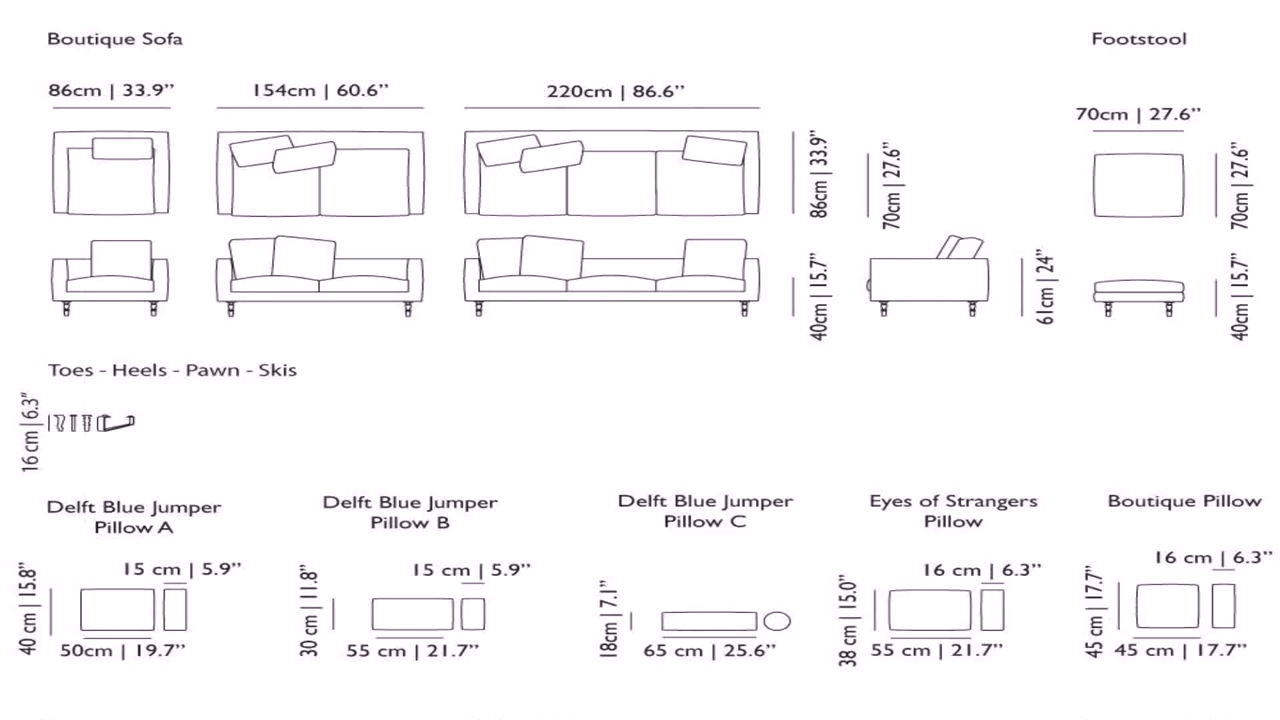 Boutique Sofa
Footstool
86cm | 33.9”
154cm | 60.6”
220cm | 86.6”
70cm | 27.6”
86cm | 33.9”
70cm | 27.6”
70cm | 27.6”
40cm | 15.7”
61cm | 24”
40cm | 15.7”
Toes - Heels - Pawn - Skis
16 cm | 6.3”
Delft Blue Jumper
Pillow A
15 cm | 5.9”
40 cm | 15.8”
50cm | 19.7”
Delft Blue Jumper
Pillow B
15 cm | 5.9”
30 cm | 11.8”
55 cm | 21.7”
Delft Blue Jumper
Pillow C
18cm | 7.1”
65 cm | 25.6”
Eyes of Strangers
Pillow
16 cm | 6.3”
38 cm | 15.0”
55 cm | 21.7”
Boutique Pillow
16 cm | 6.3”
45 cm | 17.7”
45 cm | 17.7”